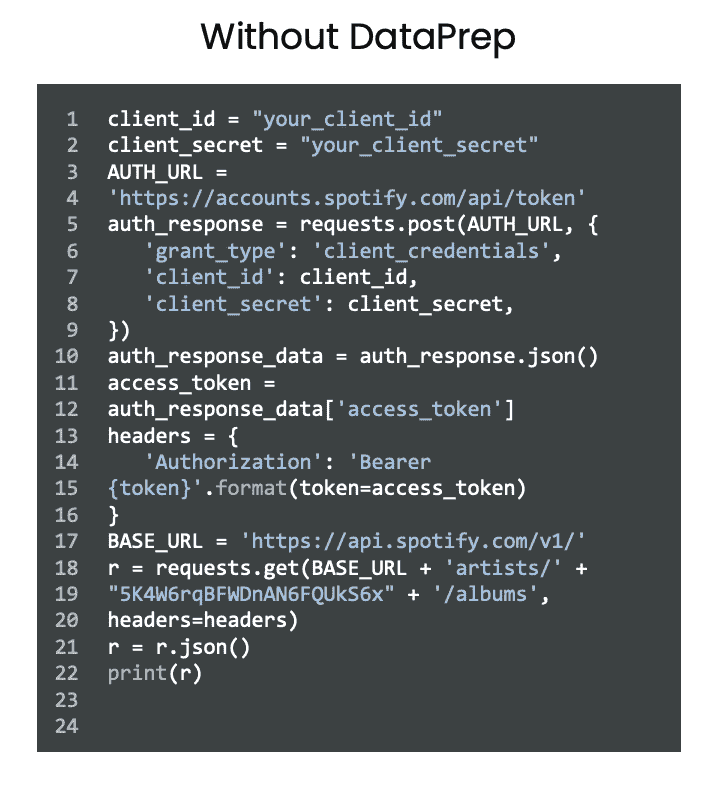 Without DataPrep
1 client_id = "your_client_id"
2 client_secret = "your_client_secret"
3 AUTH_URL =
4 'https://accounts.spotify.com/api/token'
5 auth_response = requests.post(AUTH_URL, {
6 'grant_type': 'client_credentials',
7 'client_id': client_id,
8 'client_secret': client_secret,
9 })
10 auth_response_data = auth_response.json()
11 access_token =
12 auth_response_data['access_token']
13 headers = {
14 'Authorization': 'Bearer
15 {token}'.format(token=access_token)
16 }
17 BASE_URL = 'https://api.spotify.com/v1/'
18 r = requests.get(BASE_URL + 'artists/' +
19 "5K4W6rqBFWDnAN6FQUkS6x" + '/albums',
20 headers=headers)
21 r = r.json()
22 print(r)
23
24